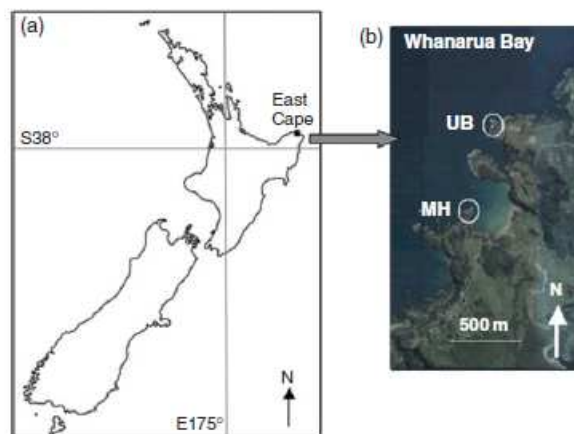 (a)
East
Cape
S38°
N
E175°
(b)
Whanarua Bay
UB
MH
N
500 m